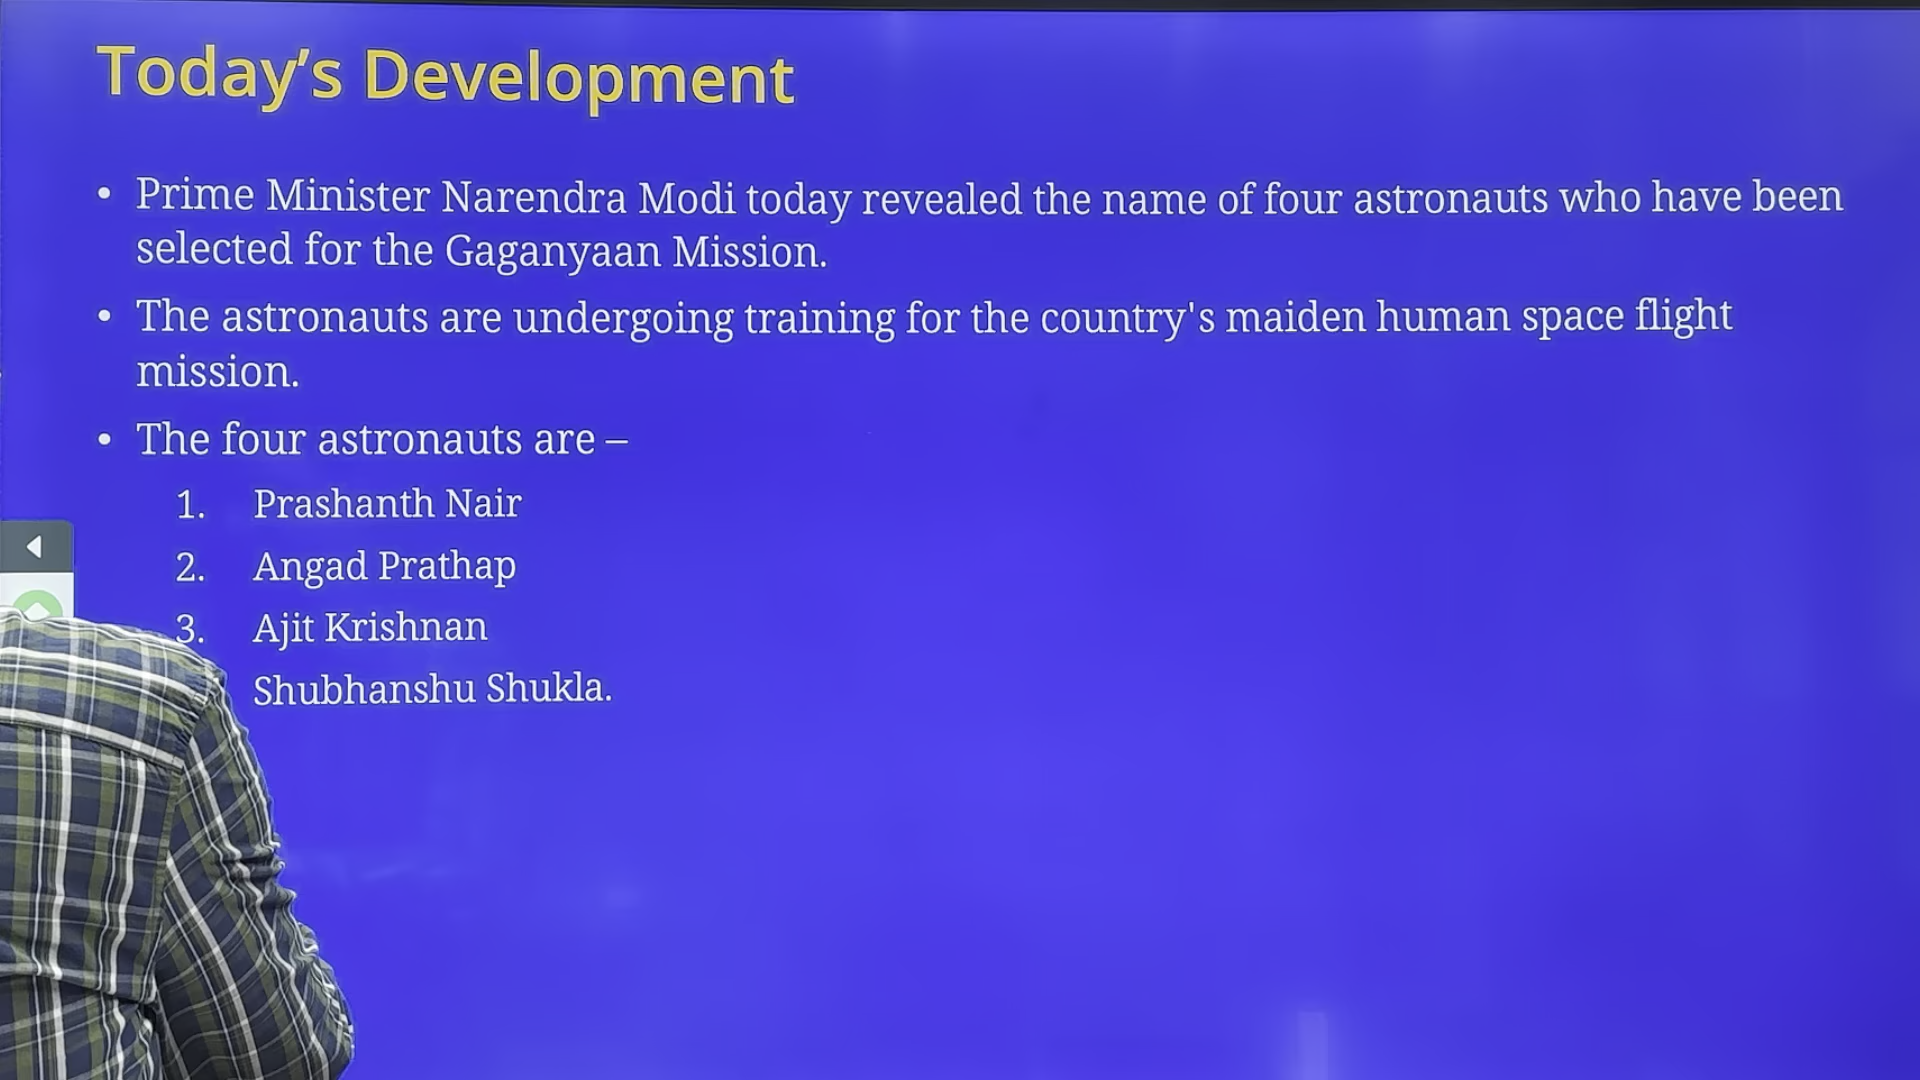 Today’s Development
• Prime Minister Narendra Modi today revealed the name of four astronauts who have been
selected for the Gaganyaan Mission.
• The astronauts are undergoing training for the country's maiden human space flight
mission.
• The four astronauts are –
1. Prashanth Nair
2. Angad Prathap
3. Ajit Krishnan
Shubhanshu Shukla.